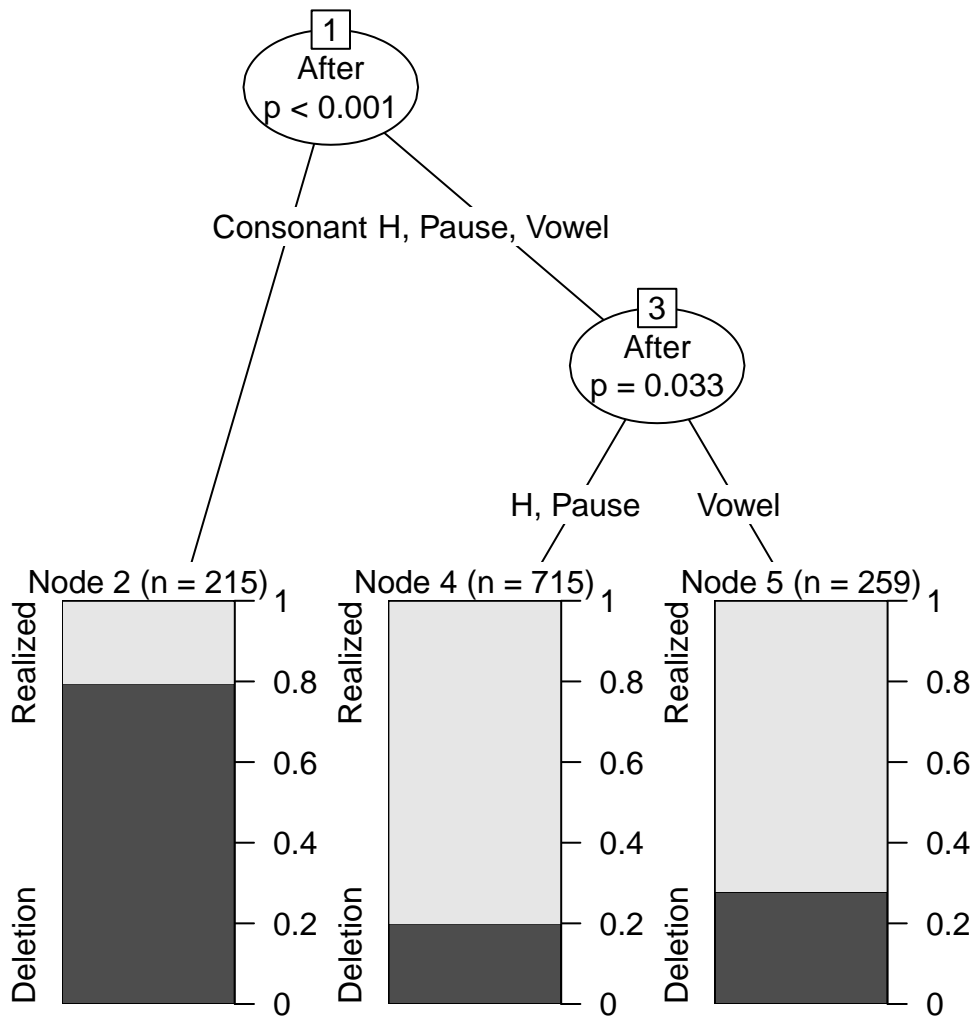 1
After
p < 0.001
Consonant H, Pause, Vowel
3
After
p = 0.033
H, Pause Vowel
Node 2 (n = 215)
Realized
Deletion
1
0.8
0.6
0.4
0.2
0
Node 4 (n = 715)
Realized
Deletion
1
0.8
0.6
0.4
0.2
0
Node 5 (n = 259)
Realized
Deletion
1
0.8
0.6
0.4
0.2
0